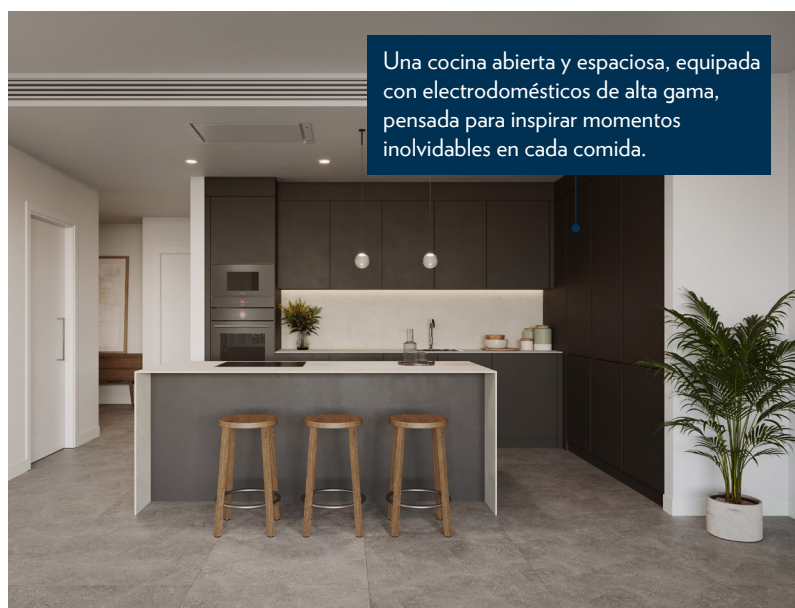 Una cocina abierta y espaciosa, equipada
con electrodomésticos de alta gama,
pensada para inspirar momentos
inolvidables en cada comida.